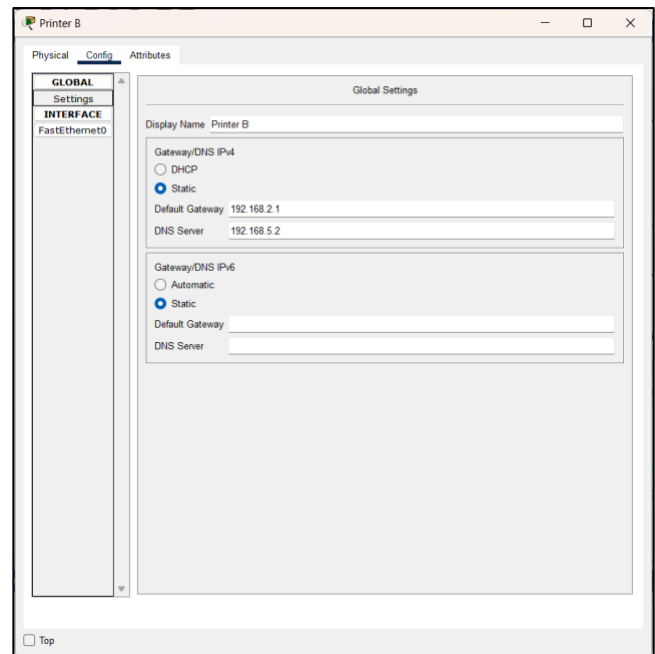 Printer B
Physical Config Attributes
GLOBAL
Settings
INTERFACE
FastEthernet0
Global Settings
Display Name Printer B
Gateway/DNS IPv4
DHCP
Static
Default Gateway 192.168.2.1
DNS Server 192.168.5.2
Gateway/DNS IPv6
Automatic
Static
Default Gateway
DNS Server
Top